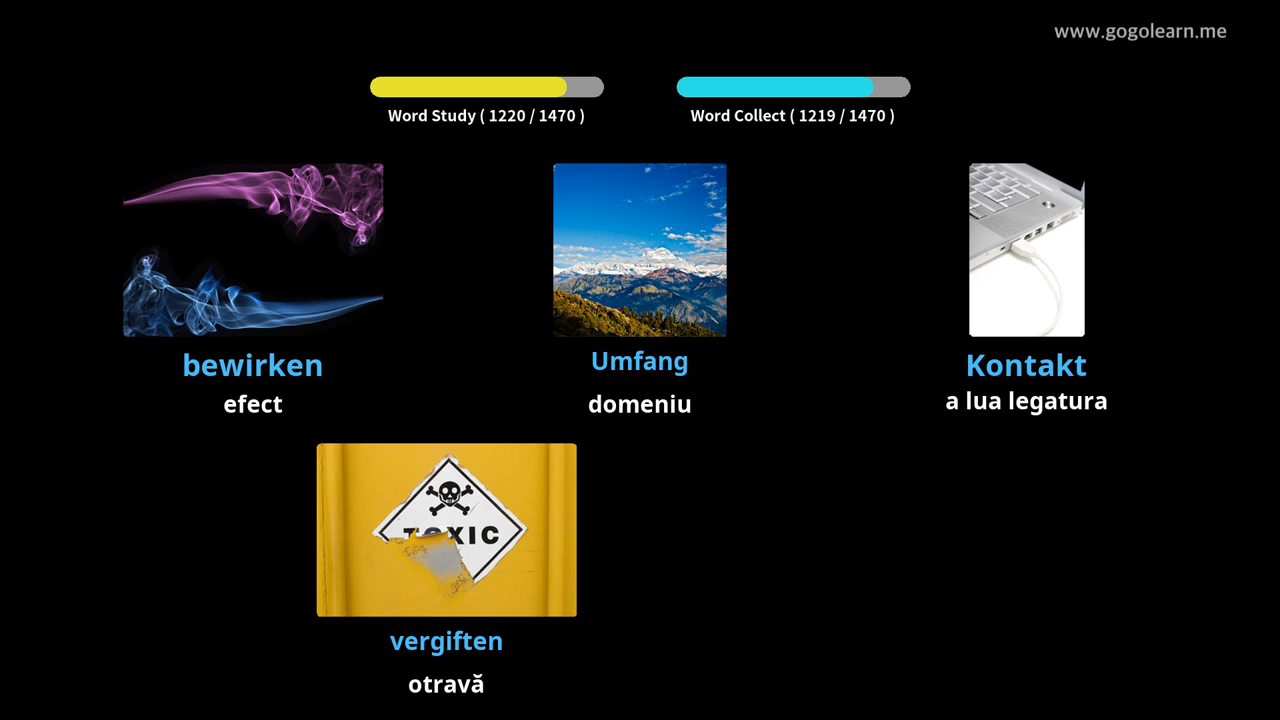 www.gogolearn.me
Word Study ( 1220 / 1470 )
Word Collect ( 1219 / 1470 )
bewirken
Umfang
Kontakt
efect
domeniu
a lua legatura
TOXIC
vergiften
otravă